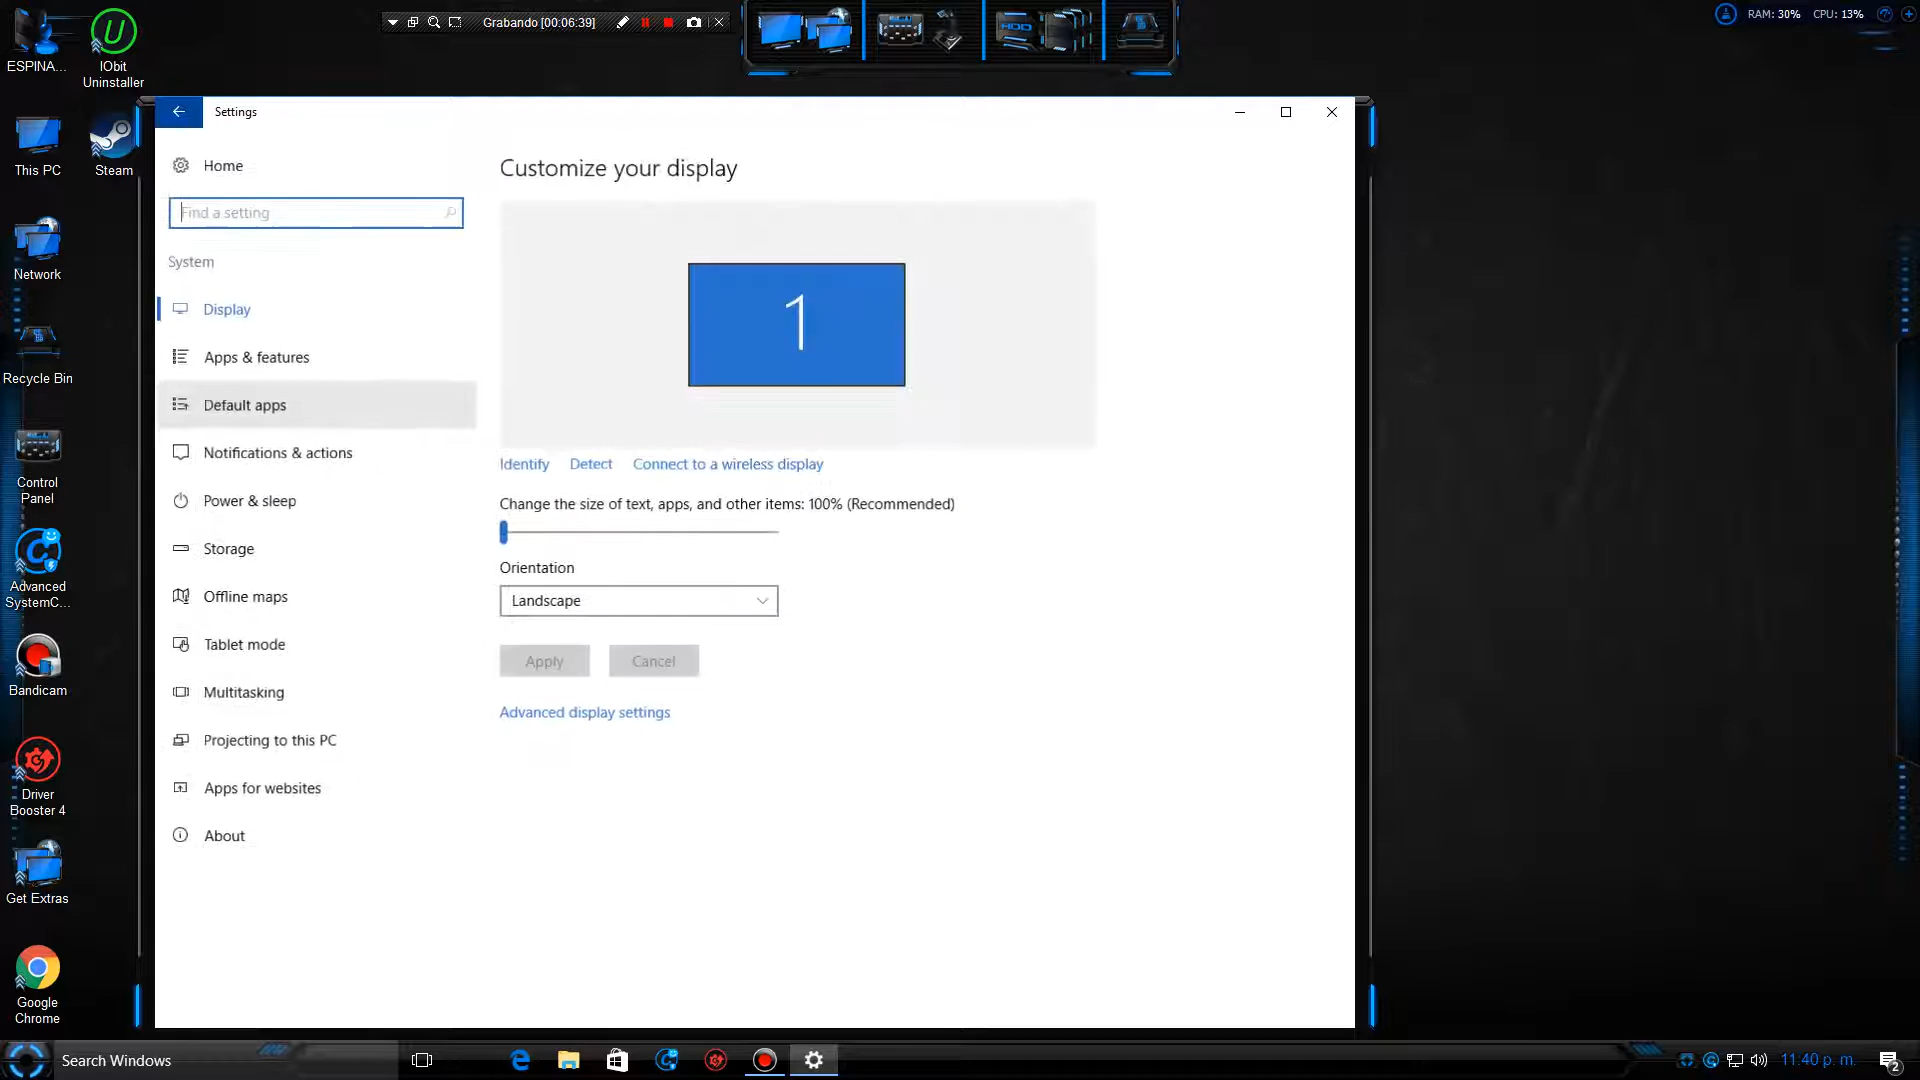 ESPINA...
IObit
Uninstaller
This PC
Steam
Network
Recycle Bin
Control
Panel
Advanced
SystemC...
Bandicam
Driver
Booster 4
Get Extras
Google
Chrome
Grabando [00:06:39]
HDD
RAM: 30% CPU: 13%
Settings
Home
Find a setting
System
Display
Apps & features
Default apps
Notifications & actions
Power & sleep
Storage
Offline maps
Tablet mode
Multitasking
Projecting to this PC
Apps for websites
About
Customize your display
1
Identify Detect Connect to a wireless display
Change the size of text, apps, and other items: 100% (Recommended)
Orientation
Landscape
Apply Cancel
Advanced display settings
Search Windows
11:40 p. m.
2